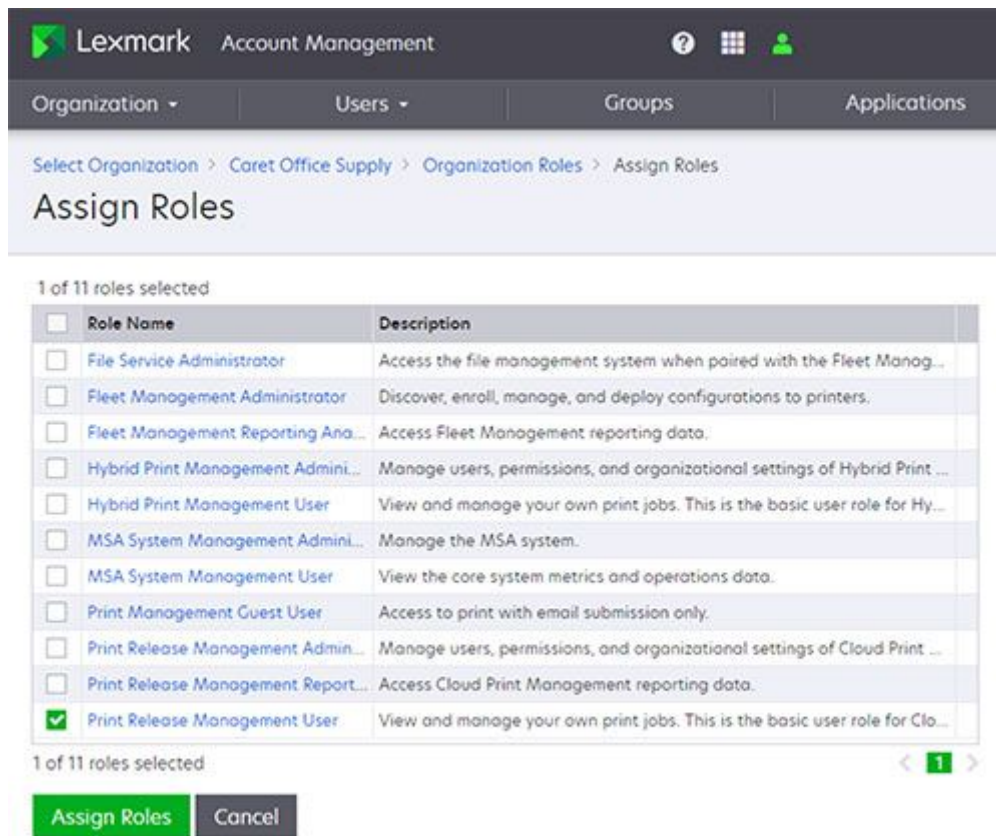 Lexmark Account Management
Organization Users Groups Applications
Select Organization > Caret Office Supply > Organization Roles > Assign Roles
Assign Roles
1 of 11 roles selected
Role Name Description
File Service Administrator Access the file management system when paired with the Fleet Manag...
Fleet Management Administrator Discover, enroll, manage, and deploy configurations to printers.
Fleet Management Reporting Ana... Access Fleet Management reporting data.
Hybrid Print Management Admini... Manage users, permissions, and organizational settings of Hybrid Print ...
Hybrid Print Management User View and manage your own print jobs. This is the basic user role for Hy...
MSA System Management Admini... Manage the MSA system.
MSA System Management User View the core system metrics and operations data.
Print Management Guest User Access to print with email submission only.
Print Release Management Admin... Manage users, permissions, and organizational settings of Cloud Print ...
Print Release Management Report... Access Cloud Print Management reporting data.
Print Release Management User View and manage your own print jobs. This is the basic user role for Clo...
1 of 11 roles selected < 1 >
Assign Roles Cancel